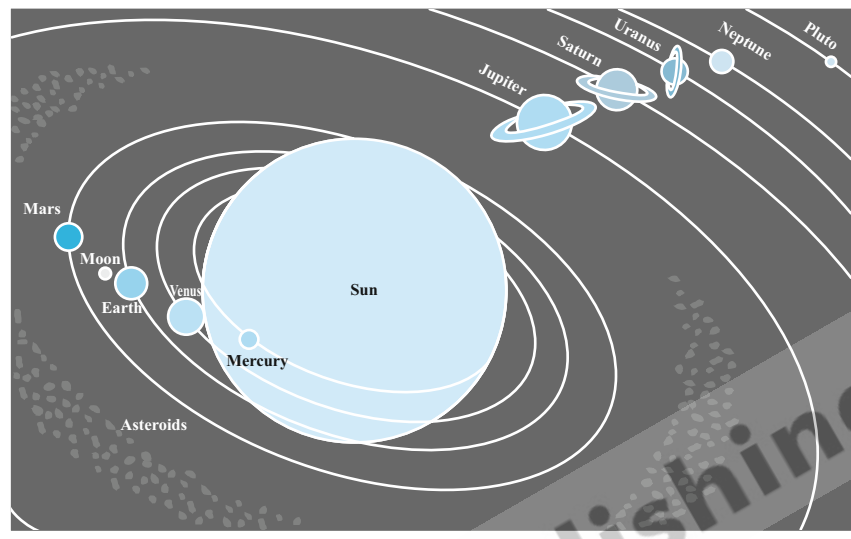 Pluto
Neptune
Uranus
Saturn
Jupiter
Mars
Moon
Earth
Venus
Sun
Mercury
Asteroids